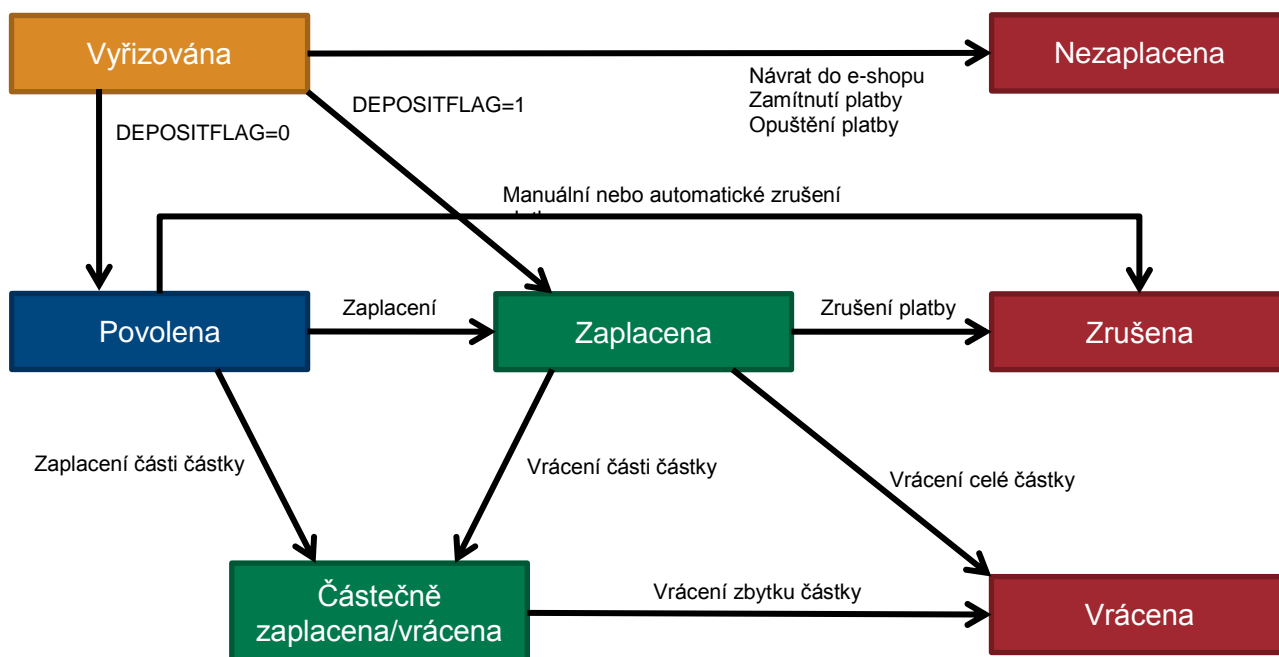 Vyřizována
Nezaplacena
Návrat do e-shopu
Zamítnutí platby
Opuštění platby
DEPOSITFLAG=1
DEPOSITFLAG=0
Manuální nebo automatické zrušení
Povolena
Zaplacení
Zaplacena
Zrušení platby
Zrušena
Zaplacení části částky
Vrácení části částky
Vrácení celé částky
Částečně
zaplacena/vrácena
Vrácení zbytku částky
Vrácena